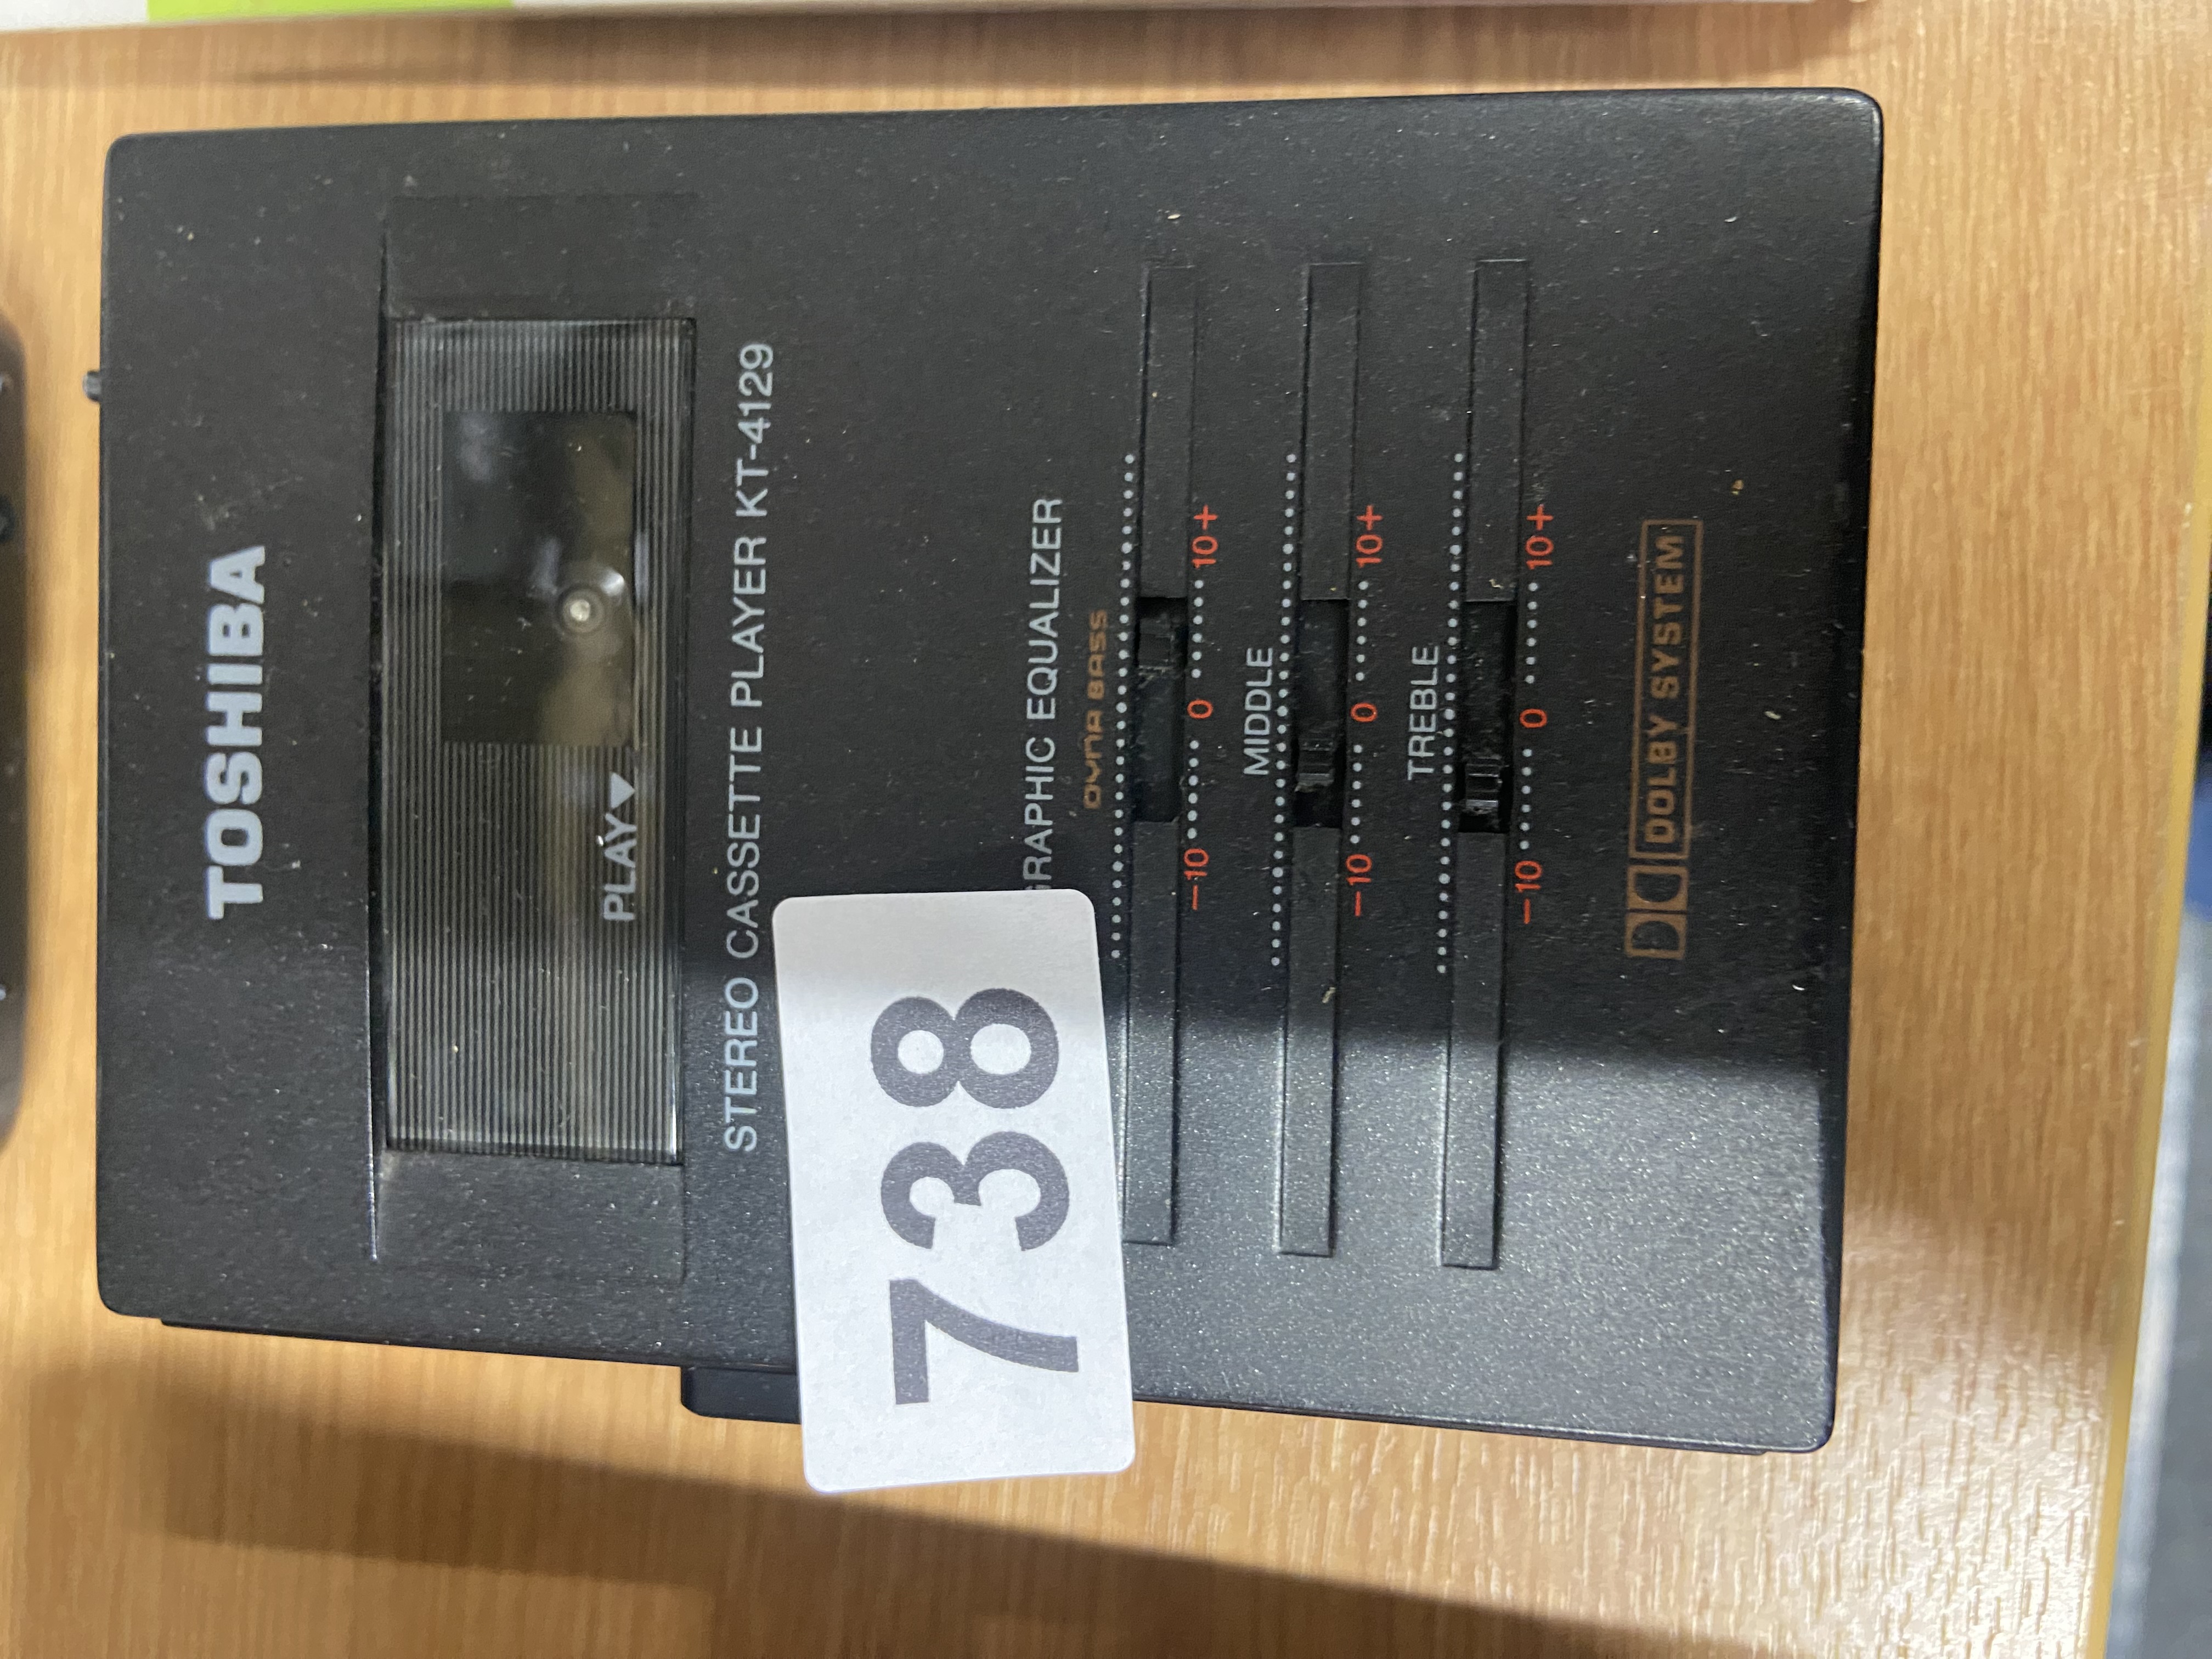 TOSHIBA
PLAY
STEREO CASSETTE PLAYER KT-4129
738
GRAPHIC EQUALIZER
DYNA BASS
−10 0 10+
MIDDLE
−10 0 10+
TREBLE
−10 0 10+
DOLBY SYSTEM